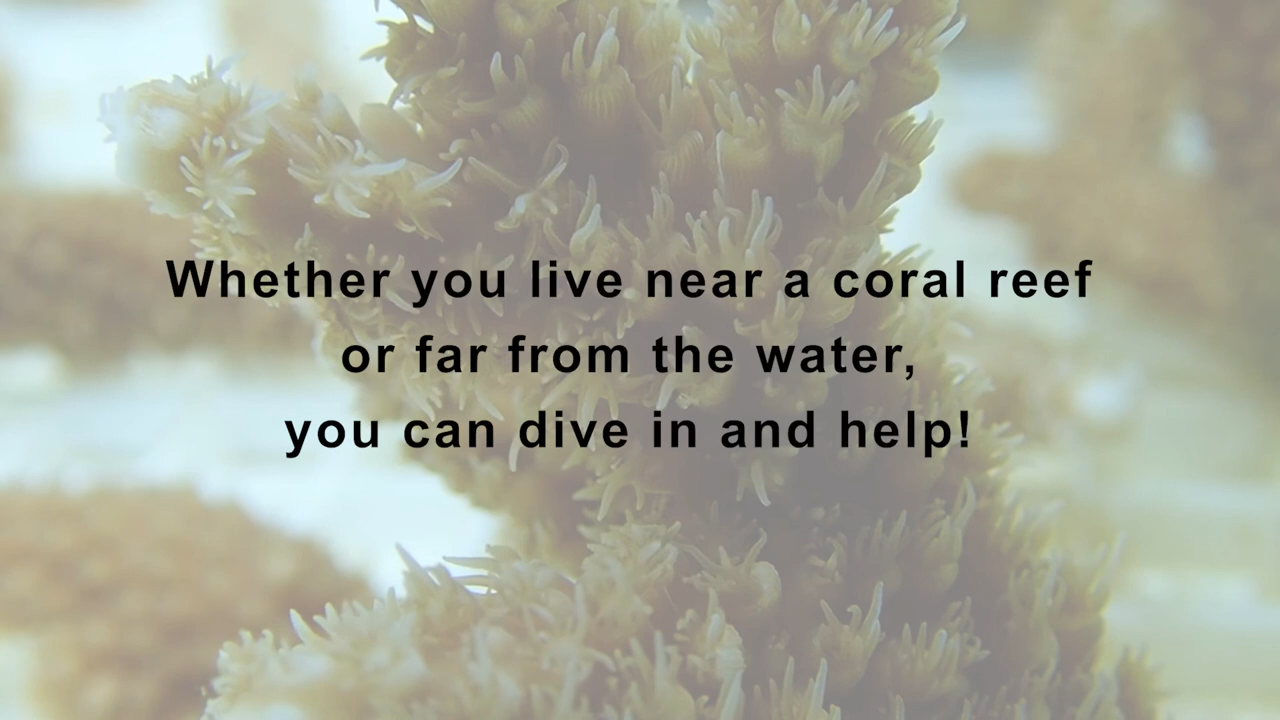 Whether you live near a coral reef
or far from the water,
you can dive in and help!